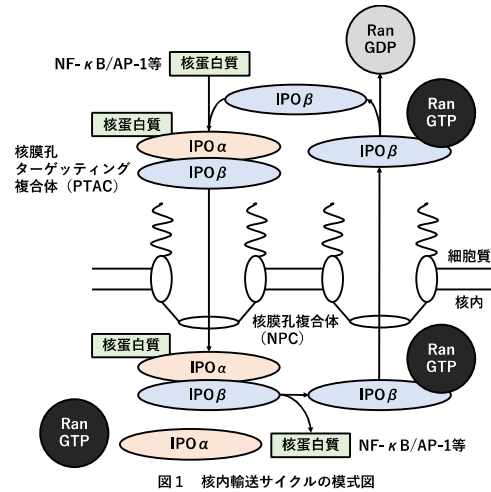 Ran
GDP
NF-κB/AP-1等
核蛋白質
IPOβ
Ran
GTP
核蛋白質
IPOα
IPOβ
IPOβ
核膜孔
ターゲッティング
複合体（PTAC）
細胞質
核内
核膜孔複合体
（NPC）
核蛋白質
IPOα
IPOβ
Ran
GTP
IPOβ
Ran
GTP
IPOα
核蛋白質
NF-κB/AP-1等
図１　核内輸送サイクルの模式図